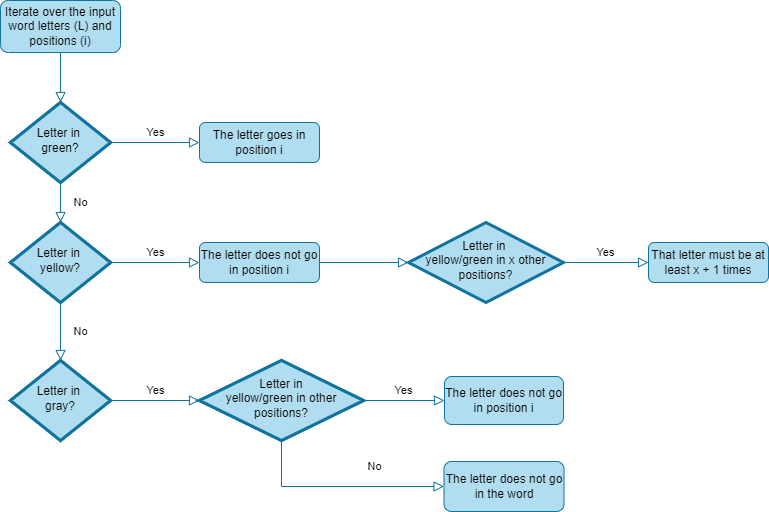 Iterate over the input
word letters (L) and
positions (i)
Letter in
green?
Yes
The letter goes in
position i
No
Letter in
yellow?
Yes
The letter does not go
in position i
Letter in
yellow/green in x other
positions?
Yes
That letter must be at
least x + 1 times
No
Letter in
gray?
Yes
Letter in
yellow/green in other
positions?
Yes
The letter does not go
in position i
No
The letter does not go
in the word